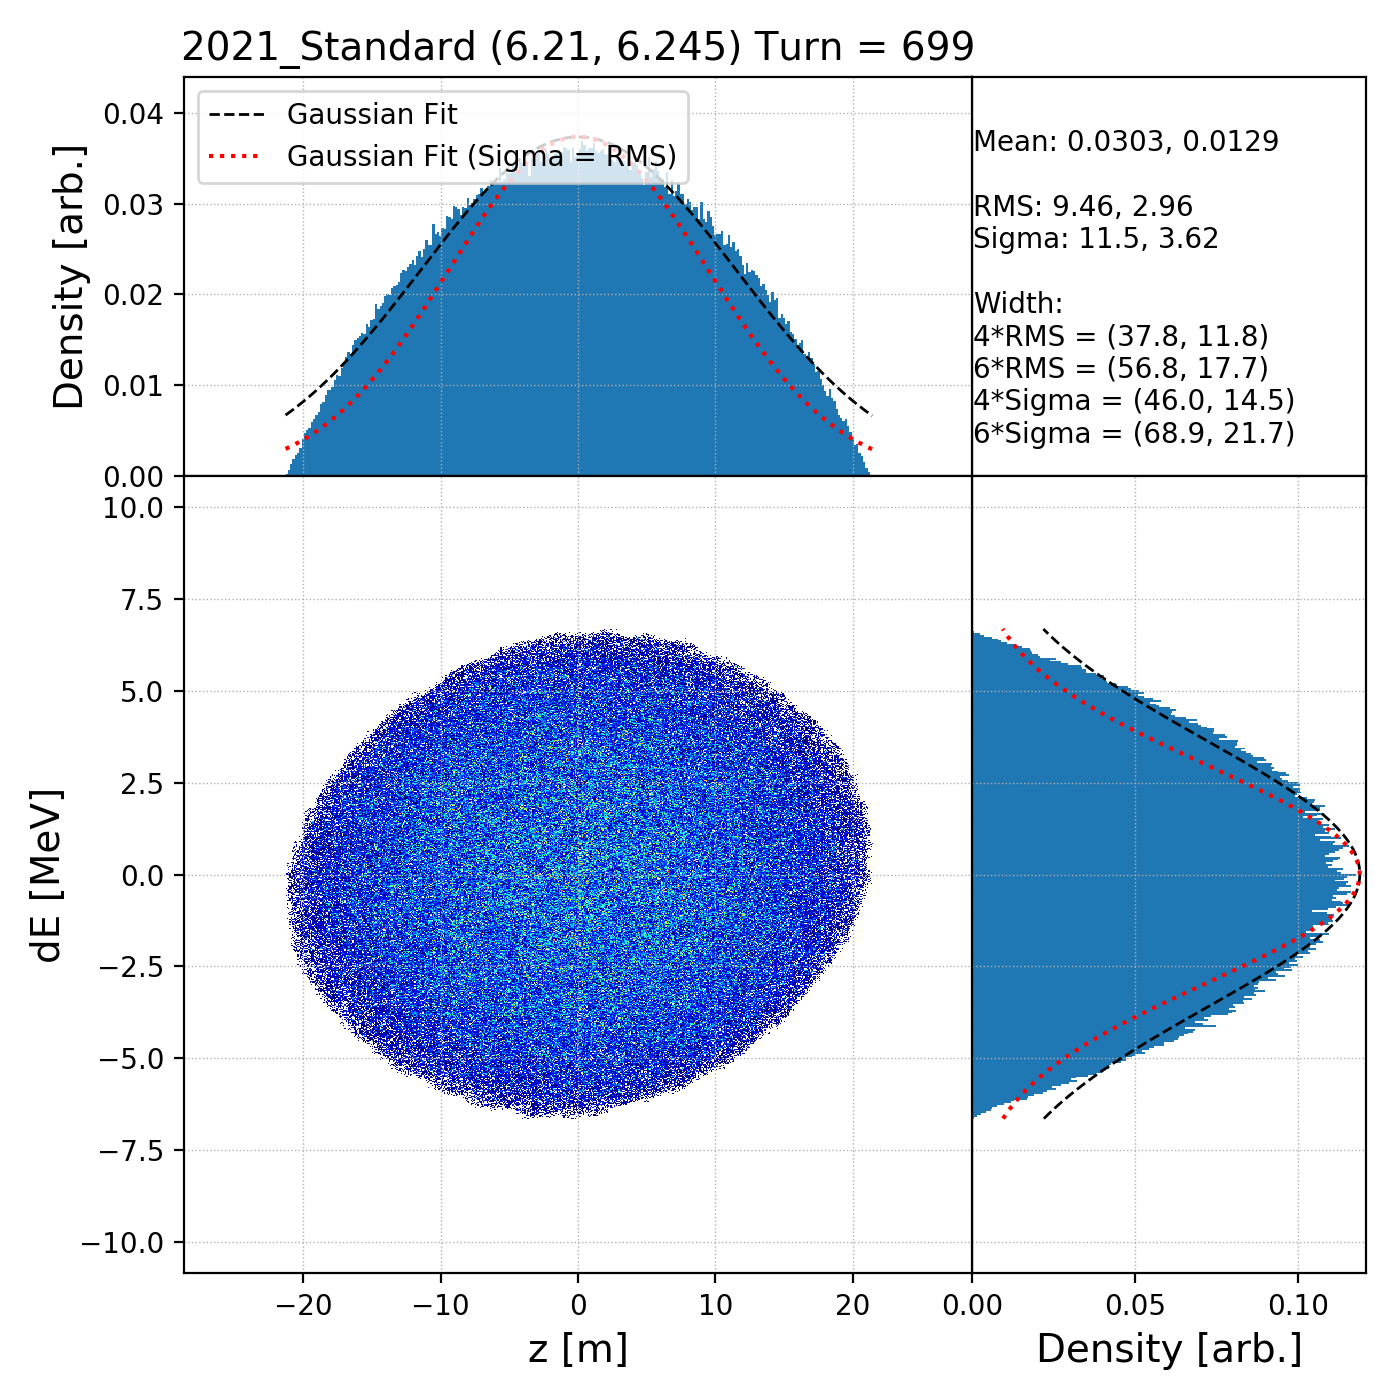 2021_Standard (6.21, 6.245) Turn = 699
Gaussian Fit
Gaussian Fit (Sigma = RMS)
Density [arb.]
0.04
0.03
0.02
0.01
0.00
Mean: 0.0303, 0.0129
RMS: 9.46, 2.96
Sigma: 11.5, 3.62
Width:
4*RMS = (37.8, 11.8)
6*RMS = (56.8, 17.7)
4*Sigma = (46.0, 14.5)
6*Sigma = (68.9, 21.7)
dE [MeV]
10.0
7.5
5.0
2.5
0.0
−2.5
−5.0
−7.5
−10.0
−20 −10 0 10 20
z [m]
0.00 0.05 0.10
Density [arb.]